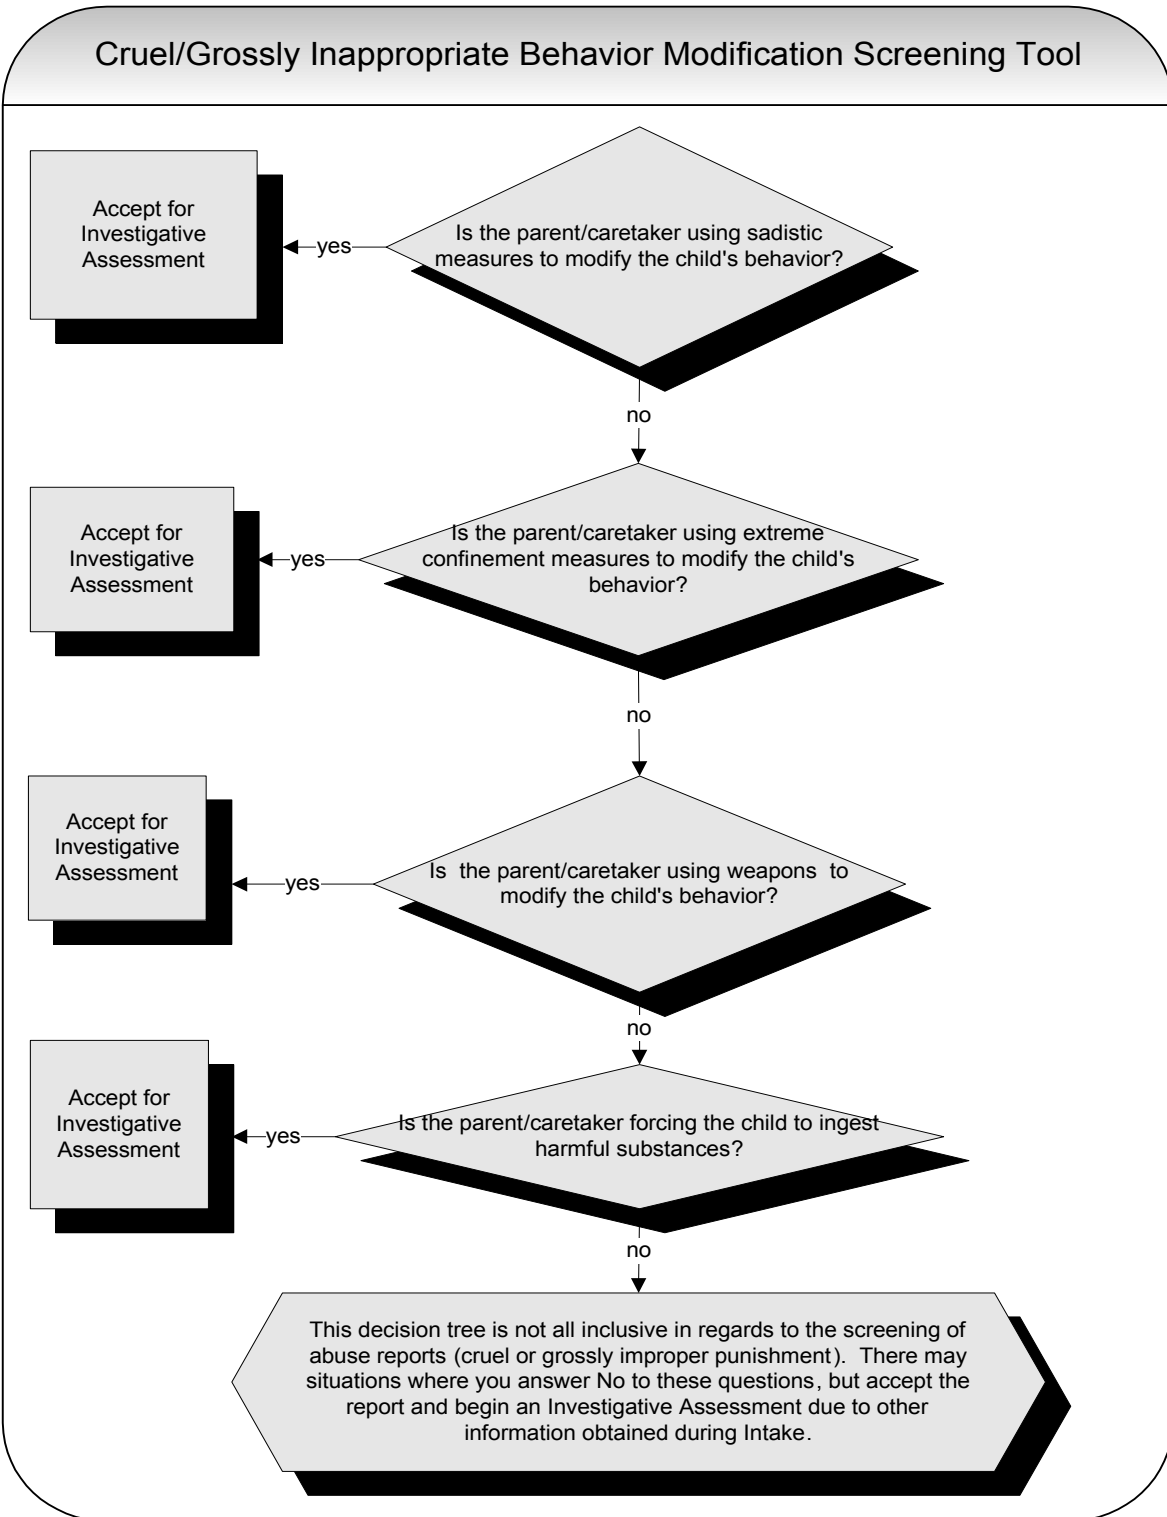 Cruel/Grossly Inappropriate Behavior Modification Screening Tool
Accept for
Investigative
Assessment
yes
Is the parent/caretaker using sadistic
measures to modify the child's behavior?
no
Accept for
Investigative
Assessment
yes
Is the parent/caretaker using extreme
confinement measures to modify the child's
behavior?
no
Accept for
Investigative
Assessment
yes
Is the parent/caretaker using weapons to
modify the child's behavior?
no
Accept for
Investigative
Assessment
yes
Is the parent/caretaker forcing the child to ingest
harmful substances?
no
This decision tree is not all inclusive in regards to the screening of
abuse reports (cruel or grossly improper punishment). There may
situations where you answer No to these questions, but accept the
report and begin an Investigative Assessment due to other
information obtained during Intake.